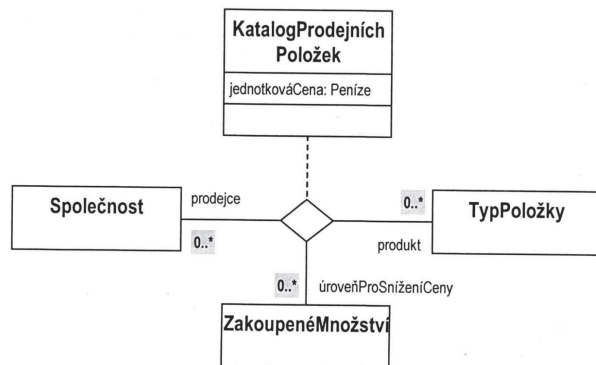 KatalogProdejních
Položek
jednotkováCena: Peníze
Společnost
prodejce
0..*
0..*
TypPoložky
produkt
0..*
úroveňProSníženíCeny
ZakoupenéMnožství